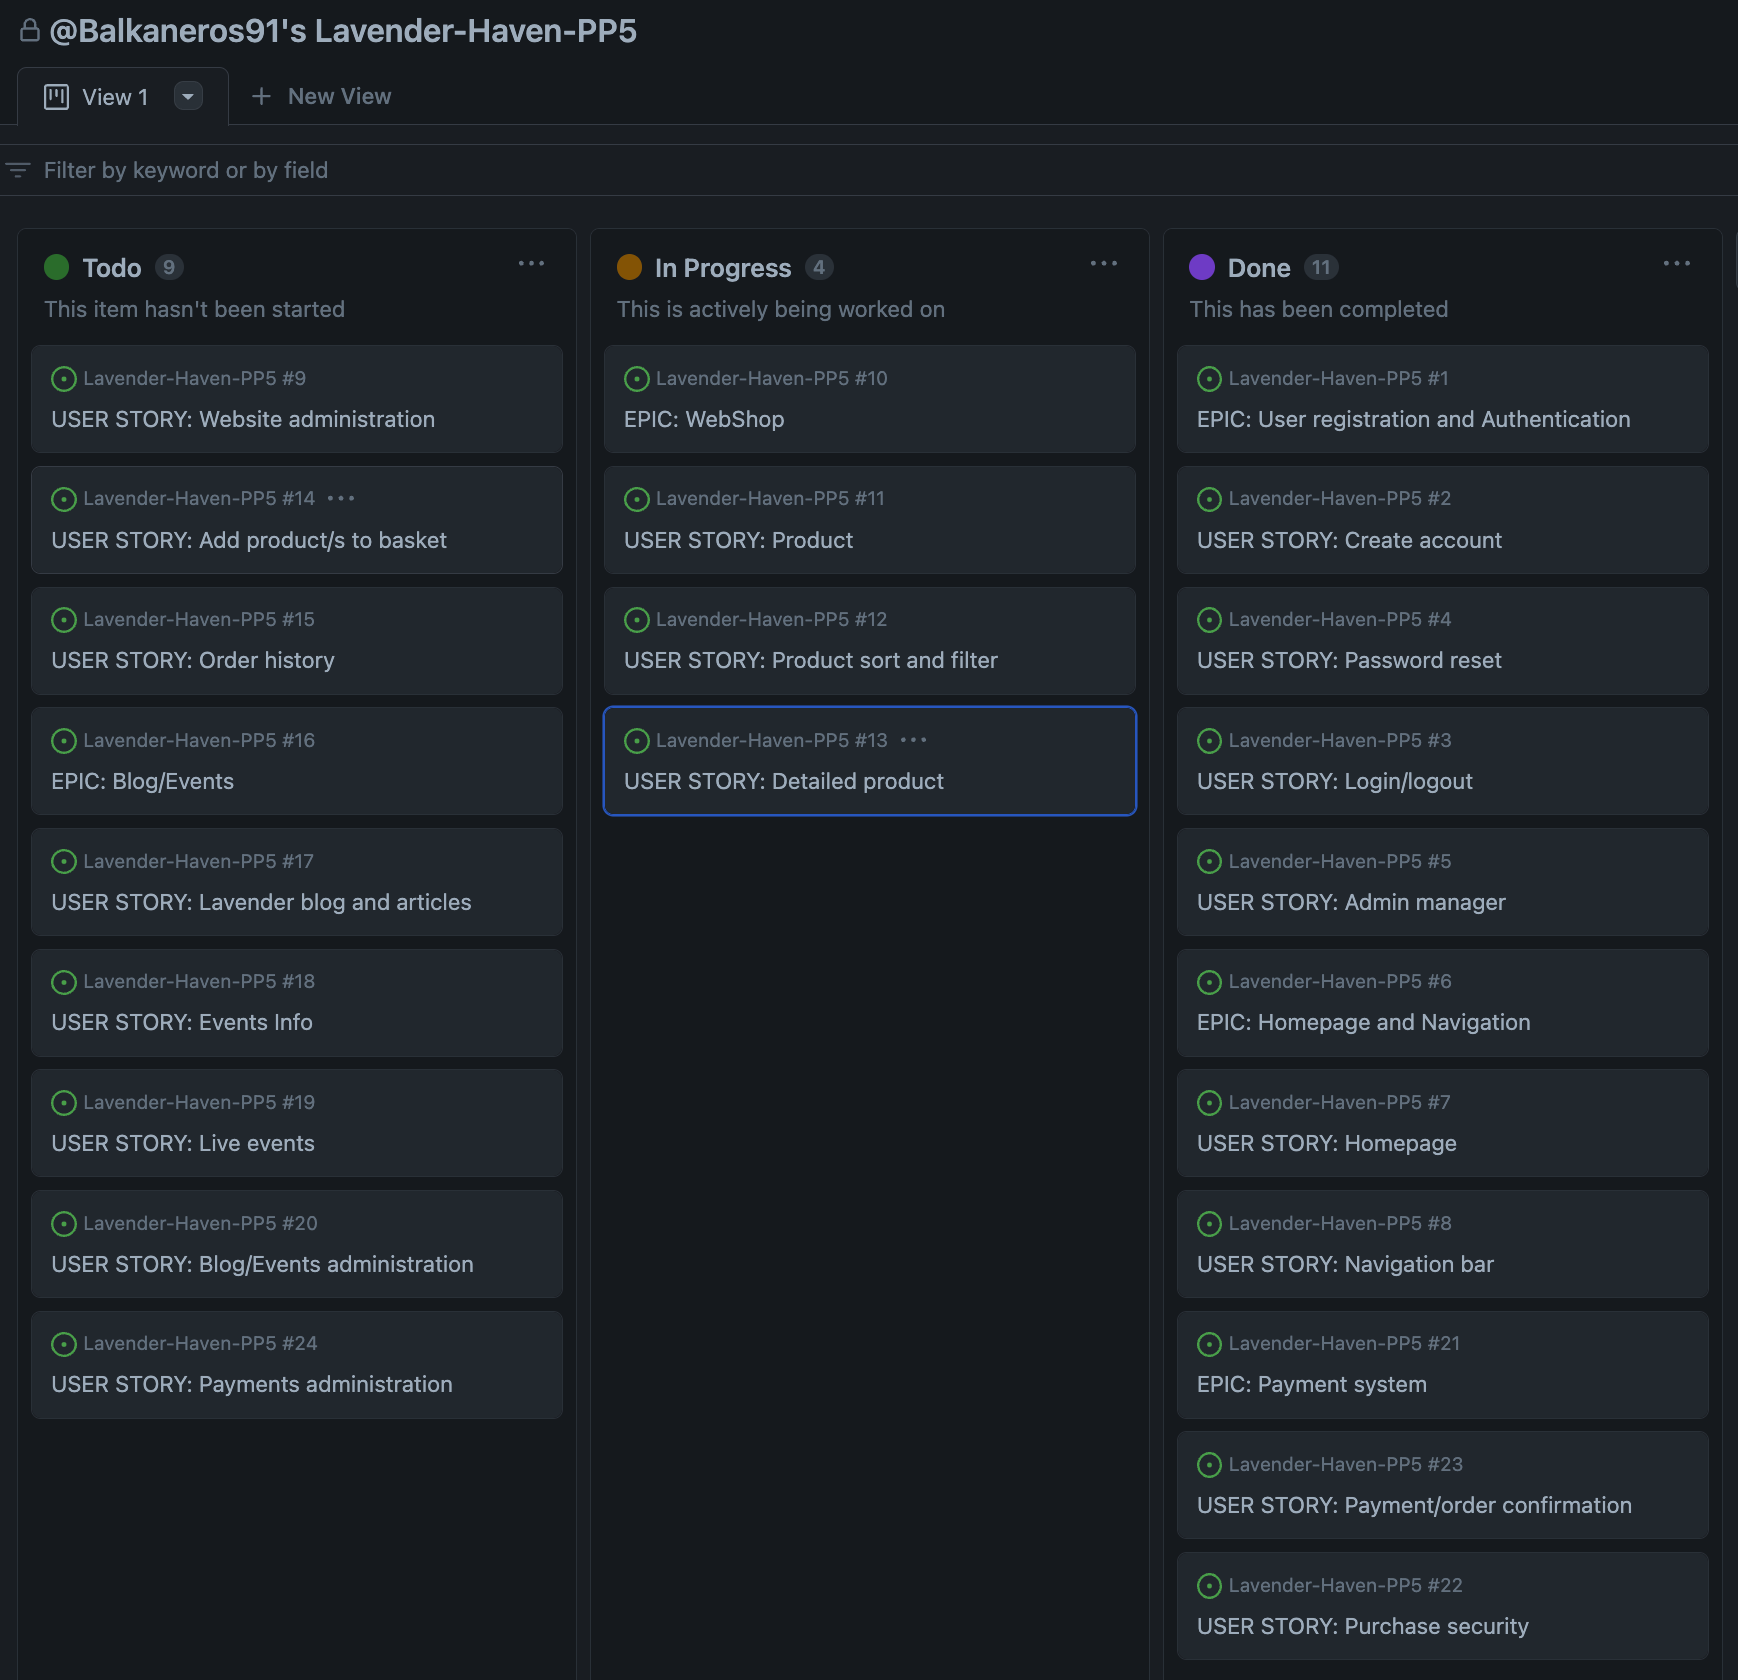 @Balkaneros91's Lavender-Haven-PP5
View 1
New View
Filter by keyword or by field
Todo 9
This item hasn't been started
Lavender-Haven-PP5 #9
USER STORY: Website administration
Lavender-Haven-PP5 #14
USER STORY: Add product/s to basket
Lavender-Haven-PP5 #15
USER STORY: Order history
Lavender-Haven-PP5 #16
EPIC: Blog/Events
Lavender-Haven-PP5 #17
USER STORY: Lavender blog and articles
Lavender-Haven-PP5 #18
USER STORY: Events Info
Lavender-Haven-PP5 #19
USER STORY: Live events
Lavender-Haven-PP5 #20
USER STORY: Blog/Events administration
Lavender-Haven-PP5 #24
USER STORY: Payments administration
In Progress 4
This is actively being worked on
Lavender-Haven-PP5 #10
EPIC: WebShop
Lavender-Haven-PP5 #11
USER STORY: Product
Lavender-Haven-PP5 #12
USER STORY: Product sort and filter
Lavender-Haven-PP5 #13
USER STORY: Detailed product
Done 11
This has been completed
Lavender-Haven-PP5 #1
EPIC: User registration and Authentication
Lavender-Haven-PP5 #2
USER STORY: Create account
Lavender-Haven-PP5 #4
USER STORY: Password reset
Lavender-Haven-PP5 #3
USER STORY: Login/logout
Lavender-Haven-PP5 #5
USER STORY: Admin manager
Lavender-Haven-PP5 #6
EPIC: Homepage and Navigation
Lavender-Haven-PP5 #7
USER STORY: Homepage
Lavender-Haven-PP5 #8
USER STORY: Navigation bar
Lavender-Haven-PP5 #21
EPIC: Payment system
Lavender-Haven-PP5 #23
USER STORY: Payment/order confirmation
Lavender-Haven-PP5 #22
USER STORY: Purchase security